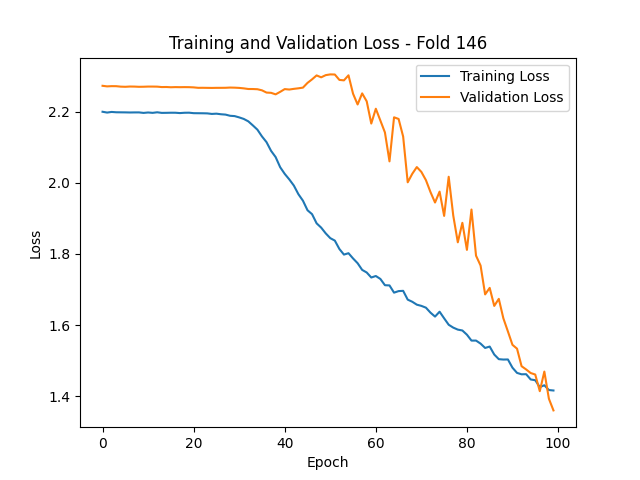 Training and Validation Loss - Fold 146
Training Loss
Validation Loss
Loss
2.2
2.0
1.8
1.6
1.4
0 20 40 60 80 100
Epoch